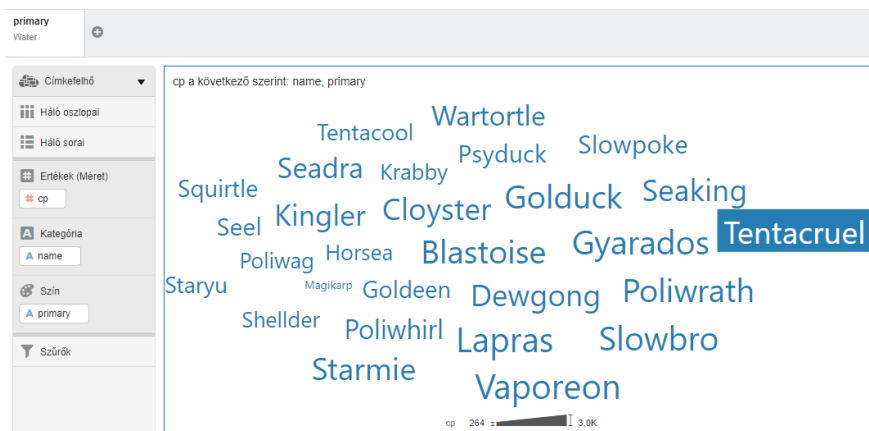 primary
Water
Címkefelhő
Háló oszlopai
Háló sorai
Értékek (Méret)
# cp
Kategória
A name
Szín
A primary
Szűrők
cp a következő szerint: name, primary
Wartortle
Tentacool
Slowpoke
Psyduck
Seadra
Krabby
Squirtle
Golduck
Seaking
Cloyster
Kingler
Seel
Tentacruel
Gyarados
Blastoise
Horsea
Poliwag
Staryu
Magikarp
Goldeen
Dewgong
Poliwrath
Shellder
Poliwhirl
Lapras
Slowbro
Starmie
Vaporeon
cp 264 3,0K